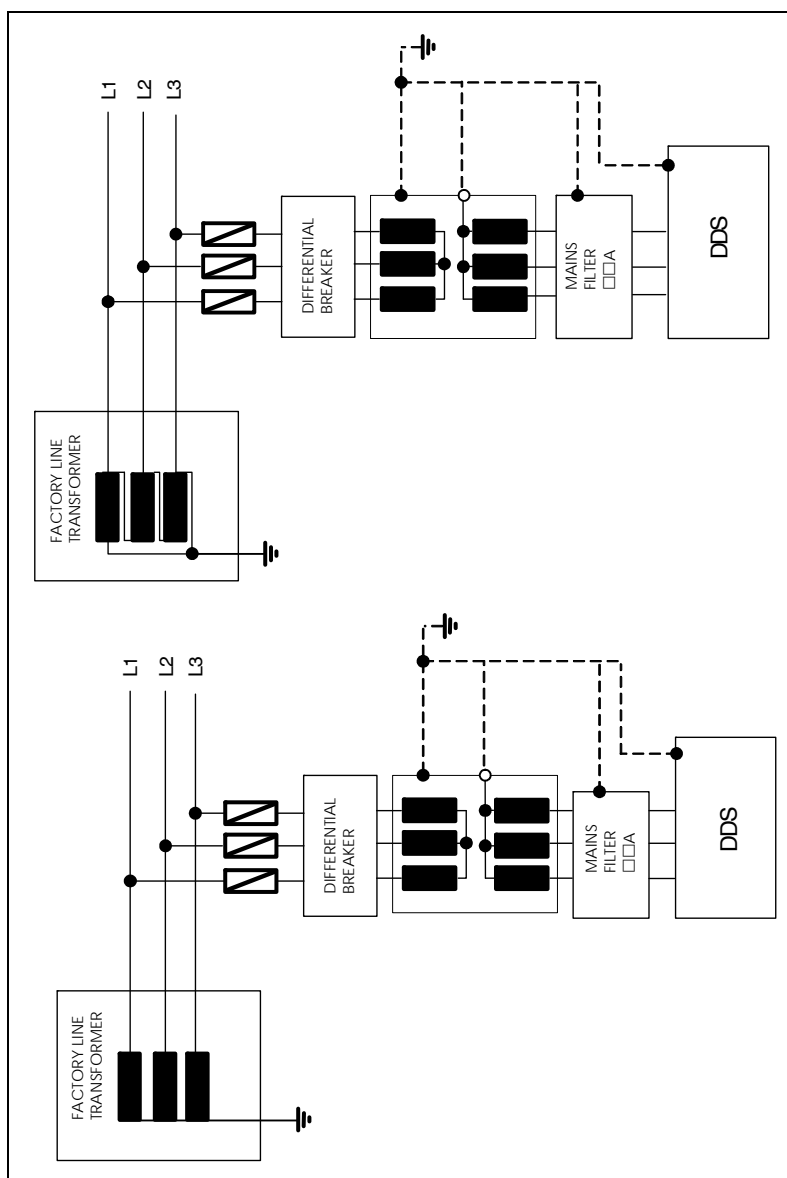 L1
L2
L3
FACTORY LINE
TRANSFORMER
DIFFERENTIAL
BREAKER
MAINS
FILTER
□□A
DDS
L1
L2
L3
FACTORY LINE
TRANSFORMER
DIFFERENTIAL
BREAKER
MAINS
FILTER
□□A
DDS